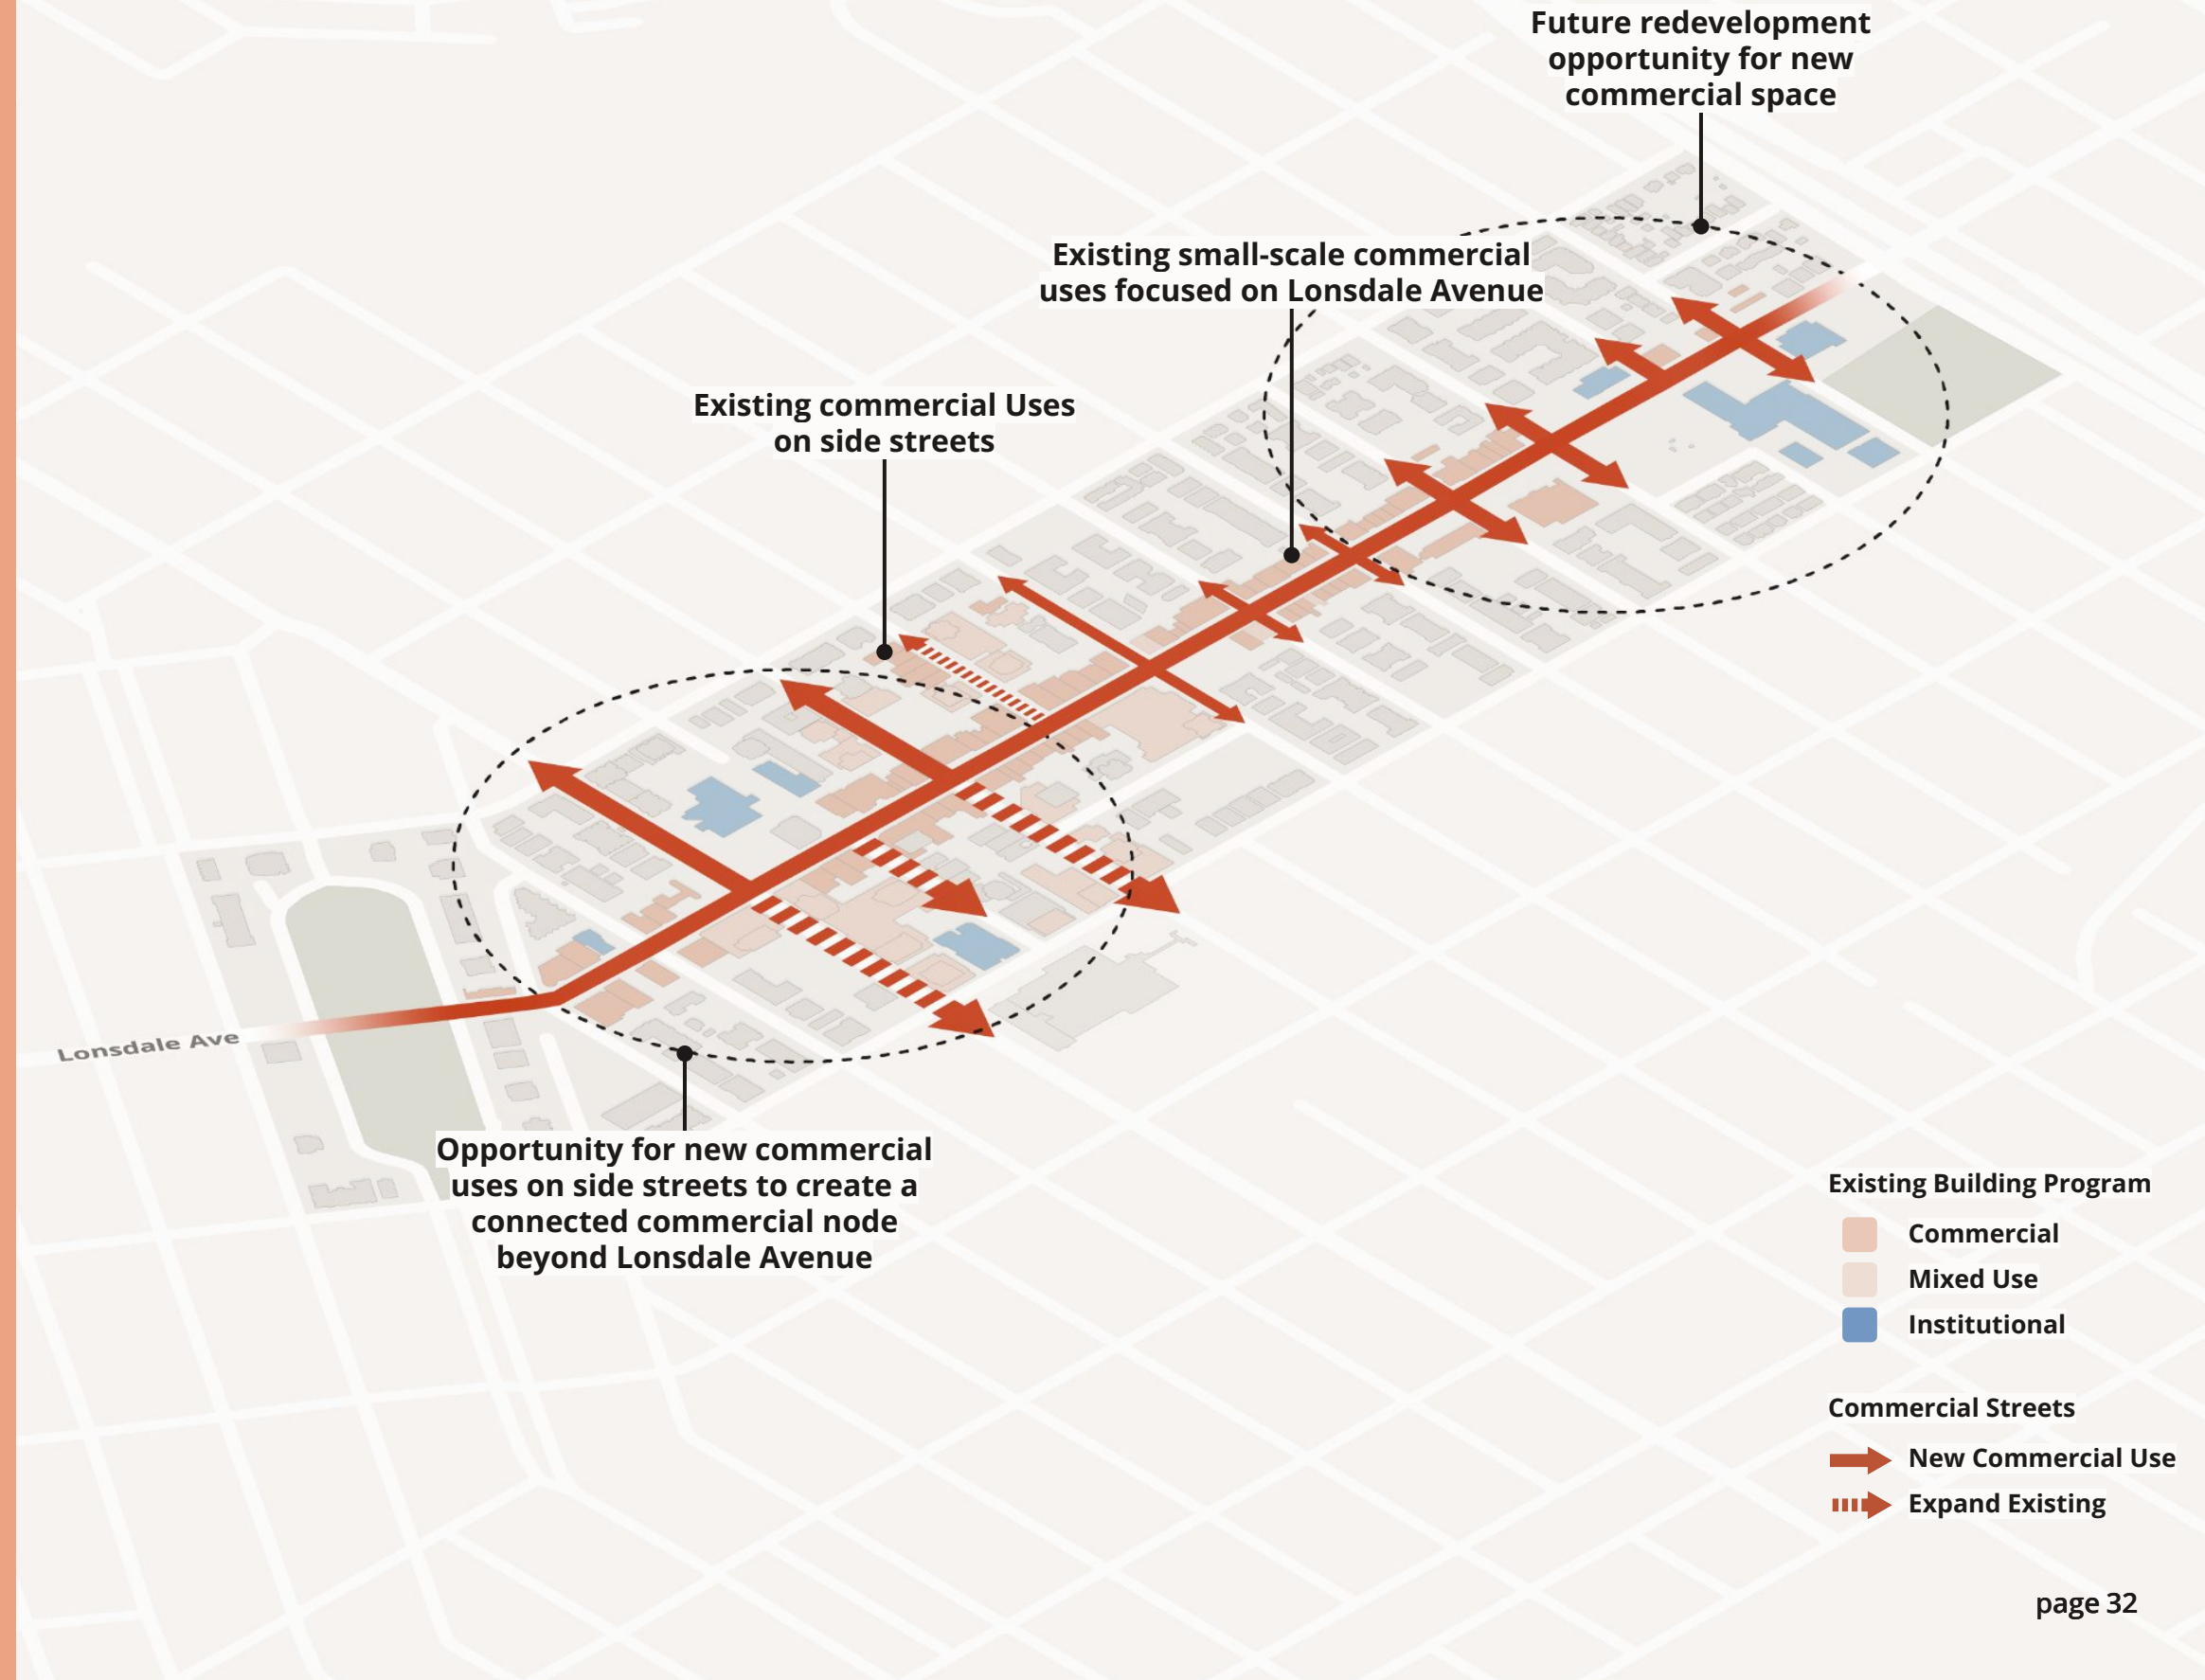 Future redevelopment
opportunity for new
commercial space
Existing small-scale commercial
uses focused on Lonsdale Avenue
Existing commercial Uses
on side streets
Lonsdale Ave
Opportunity for new commercial
uses on side streets to create a
connected commercial node
beyond Lonsdale Avenue
Existing Building Program
Commercial
Mixed Use
Institutional
Commercial Streets
New Commercial Use
Expand Existing
page 32